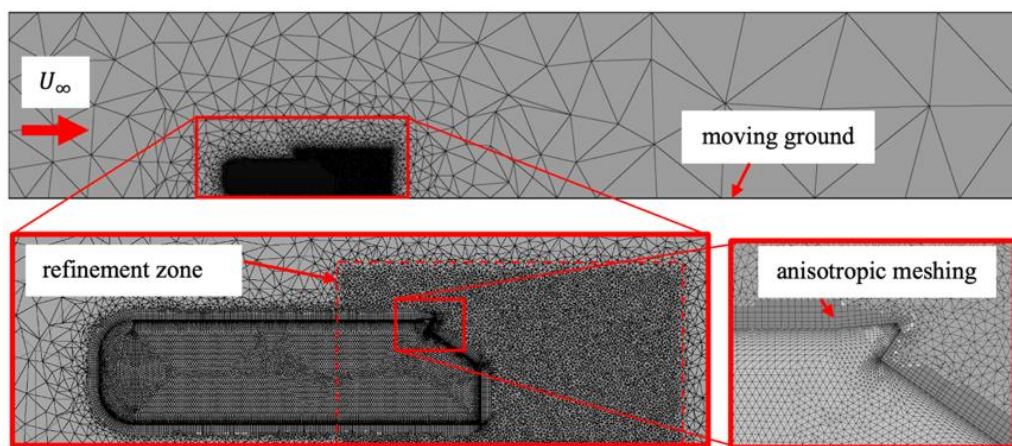 U∞
moving ground
refinement zone
anisotropic meshing